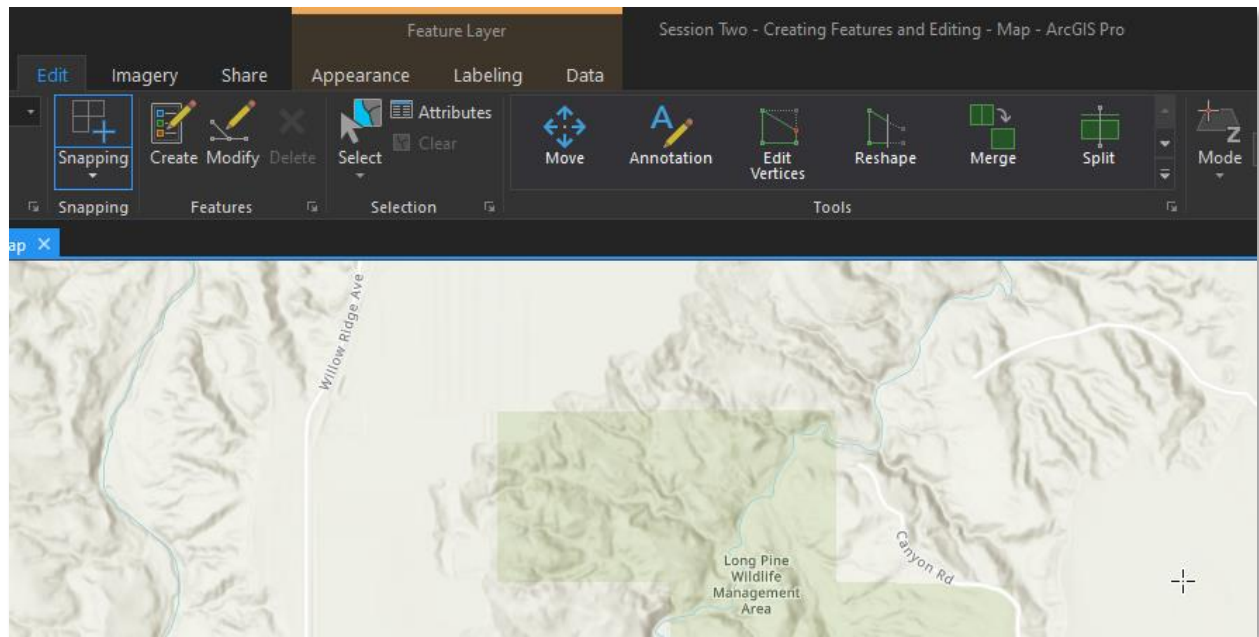 Feature Layer
Session Two - Creating Features and Editing - Map - ArcGIS Pro
Edit Imagery Share Appearance Labeling Data
Snapping
Create Modify Delete
Select
Attributes
Clear
Move
Annotation
Edit
Vertices
Reshape
Merge
Split
Z
Mode
Snapping Features Selection Tools
ap
Willow Ridge Ave
Long Pine
Wildlife
Management
Area
Canyon Rd